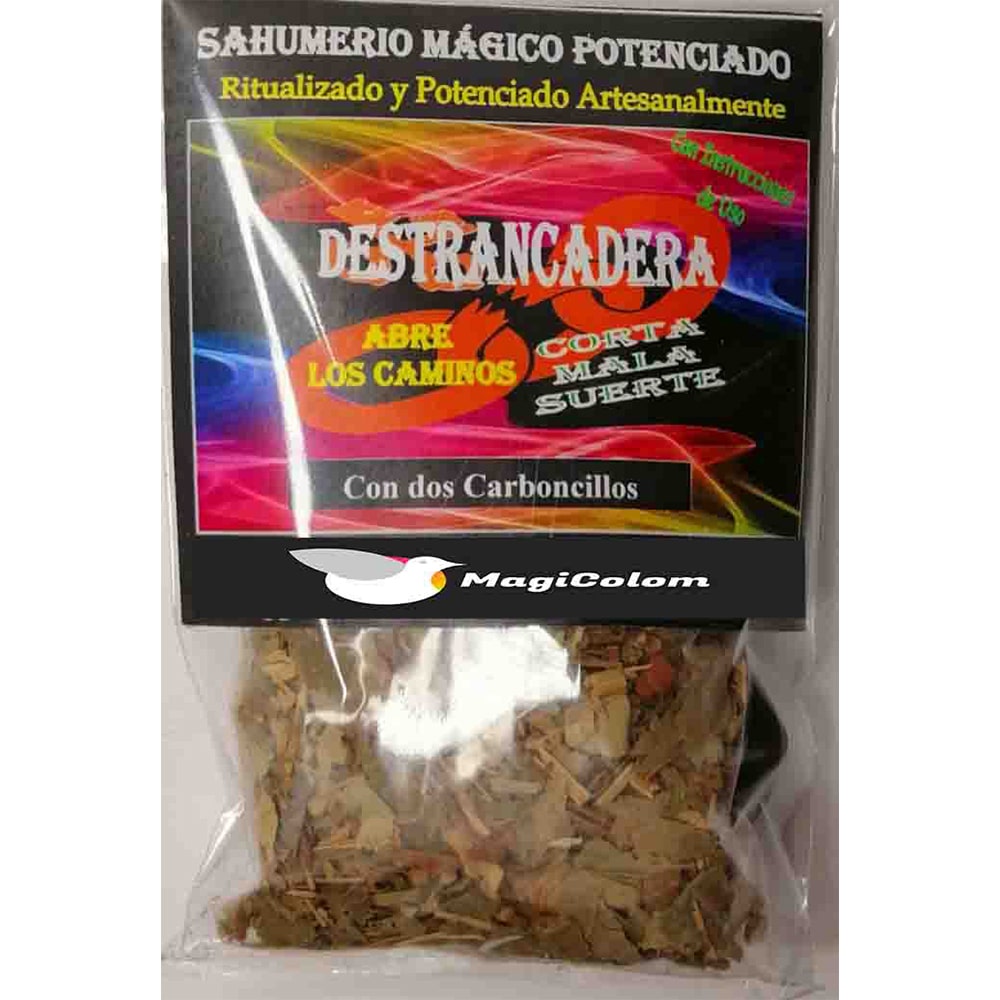 SAHUMERIO MÁGICO POTENCIADO
Ritualizado y Potenciado Artesanalmente
Con Instrucciones
de Uso
DESTRANCADERA
ABRE
LOS CAMINOS
CORTA
MALA
SUERTE
Con dos Carboncillos
MagiColom